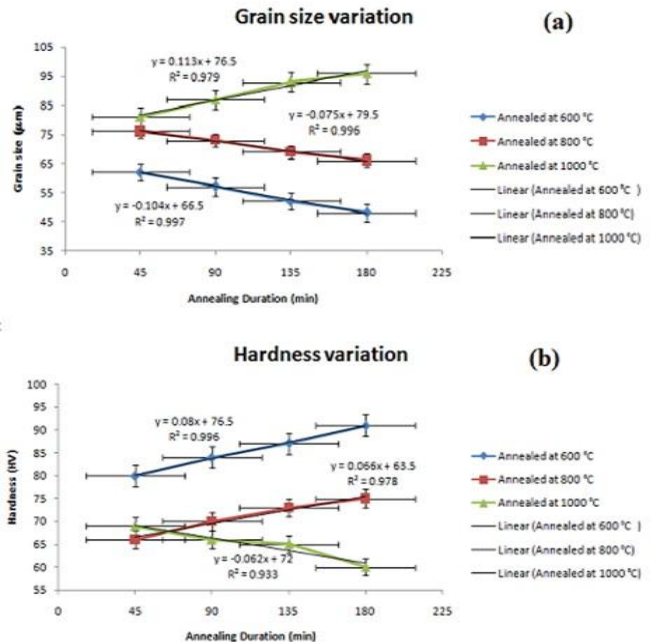 Grain size variation
(a)
105
95
85
75
65
55
45
35
Grain size (µm)
y = 0.113x + 76.5
R² = 0.979
y = -0.075x + 79.5
R² = 0.996
y = -0.104x + 66.5
R² = 0.997
0 45 90 135 180 225
Annealing Duration (min)
Annealed at 600 °C
Annealed at 800 °C
Annealed at 1000 °C
Linear (Annealed at 600 °C )
Linear (Annealed at 800 °C)
Linear (Annealed at 1000 °C)
Hardness variation
(b)
100
95
90
85
80
75
70
65
60
55
Hardness (HV)
y = 0.08x + 76.5
R² = 0.996
y = 0.066x + 63.5
R² = 0.978
y = -0.062x + 72
R² = 0.933
0 45 90 135 180 225
Annealing Duration (min)
Annealed at 600 °C
Annealed at 800 °C
Annealed at 1000 °C
Linear (Annealed at 600 °C )
Linear (Annealed at 800 °C)
Linear (Annealed at 1000 °C)